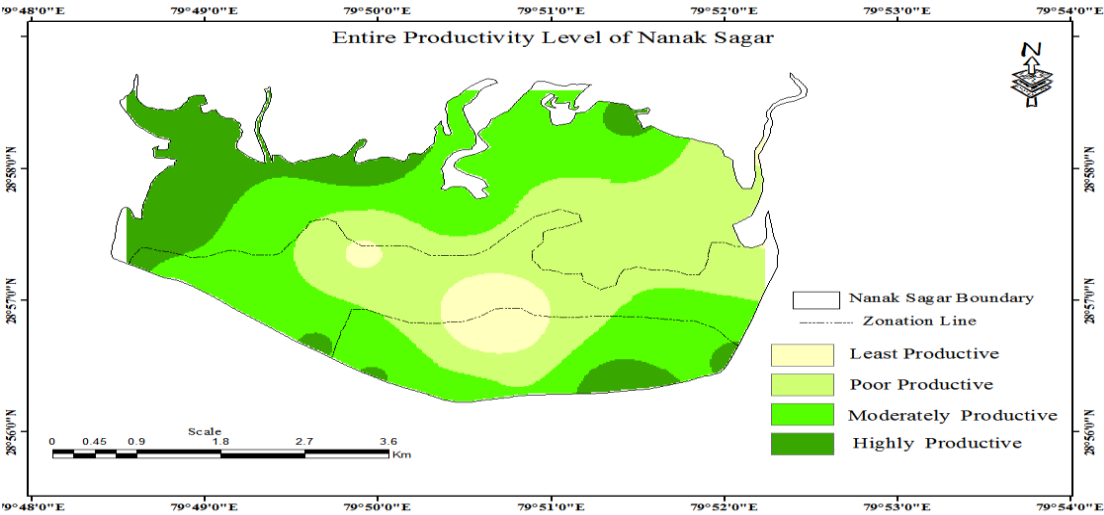 79°48'0"E 79°49'0"E 79°50'0"E 79°51'0"E 79°52'0"E 79°53'0"E 79°54'0"E
Entire Productivity Level of Nanak Sagar
N
28°58'0"N 28°58'0"N
28°57'0"N 28°57'0"N
Nanak Sagar Boundary
Zonation Line
Least Productive
Poor Productive
Moderately Productive
Highly Productive
28°56'0"N 28°56'0"N
Scale
0 0.45 0.9 1.8 2.7 3.6
Km
79°48'0"E 79°49'0"E 79°50'0"E 79°51'0"E 79°52'0"E 79°53'0"E 79°54'0"E